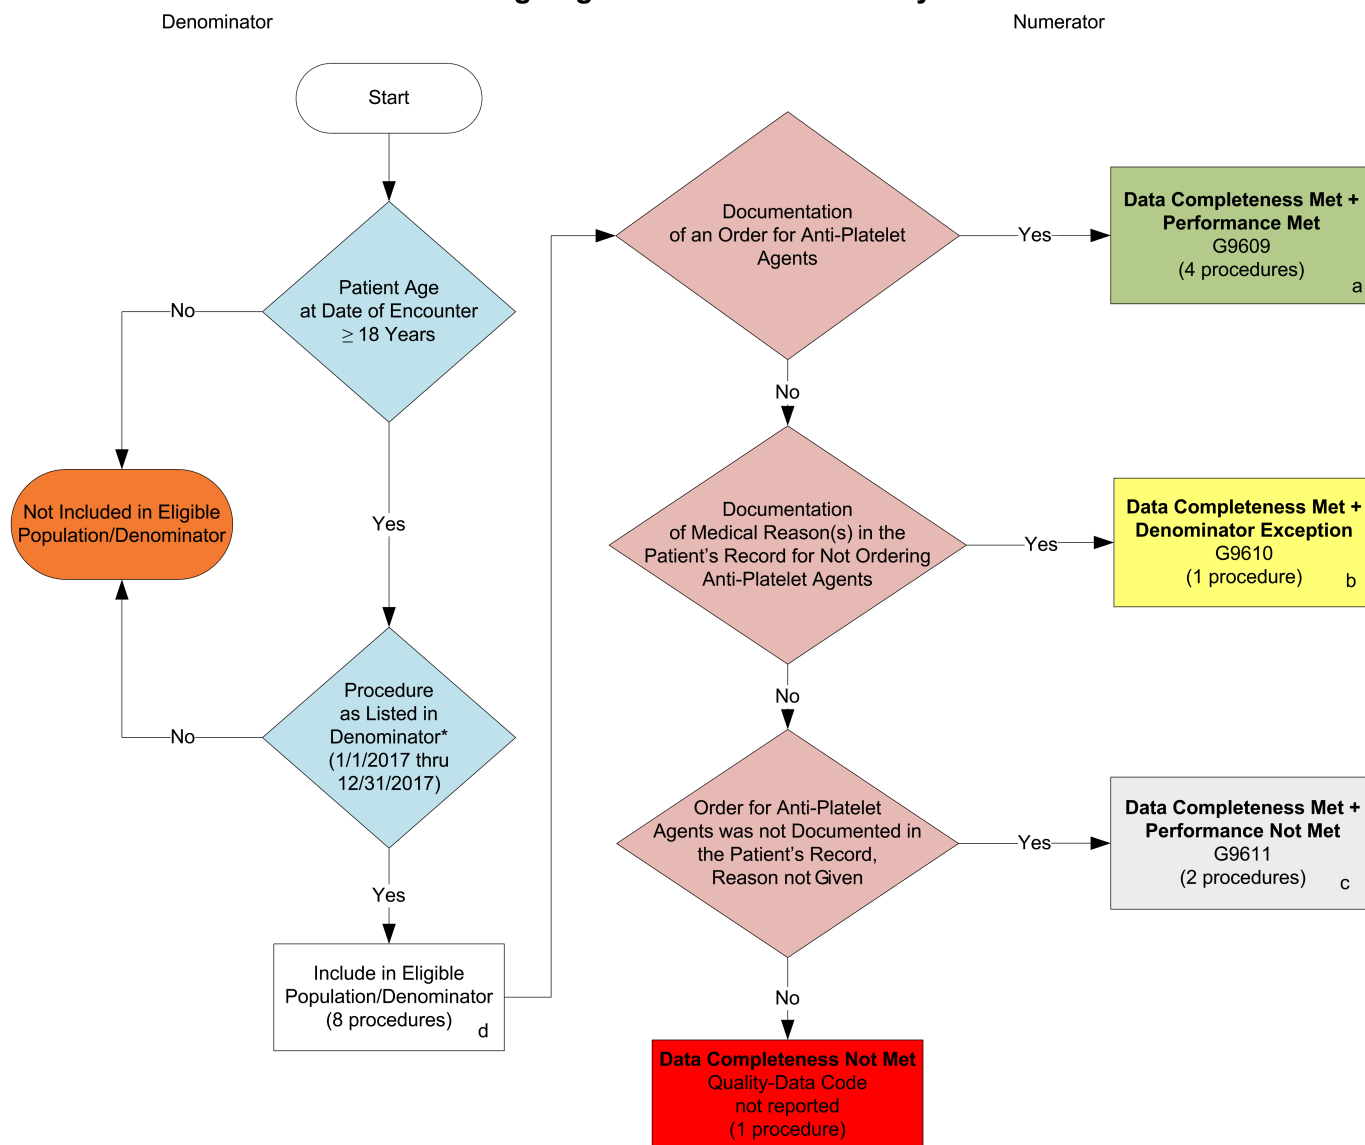 Denominator
Numerator
Start
Patient Age
at Date of Encounter
≥ 18 Years
No
Yes
Not Included in Eligible
Population/Denominator
Procedure
as Listed in
Denominator*
(1/1/2017 thru
12/31/2017)
No
Yes
Include in Eligible
Population/Denominator
(8 procedures)
d
Documentation
of an Order for Anti-Platelet
Agents
Yes
Data Completeness Met +
Performance Met
G9609
(4 procedures)
a
No
Documentation
of Medical Reason(s) in the
Patient's Record for Not Ordering
Anti-Platelet Agents
Yes
Data Completeness Met +
Denominator Exception
G9610
(1 procedure)
b
No
Order for Anti-Platelet
Agents was not Documented in
the Patient's Record,
Reason not Given
Yes
Data Completeness Met +
Performance Not Met
G9611
(2 procedures)
c
No
Data Completeness Not Met
Quality-Data Code
not reported
(1 procedure)